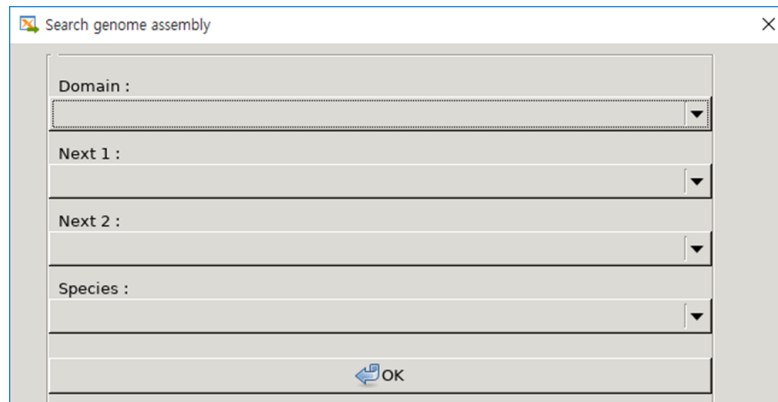 Search genome assembly
Domain :
Next 1 :
Next 2 :
Species :
OK